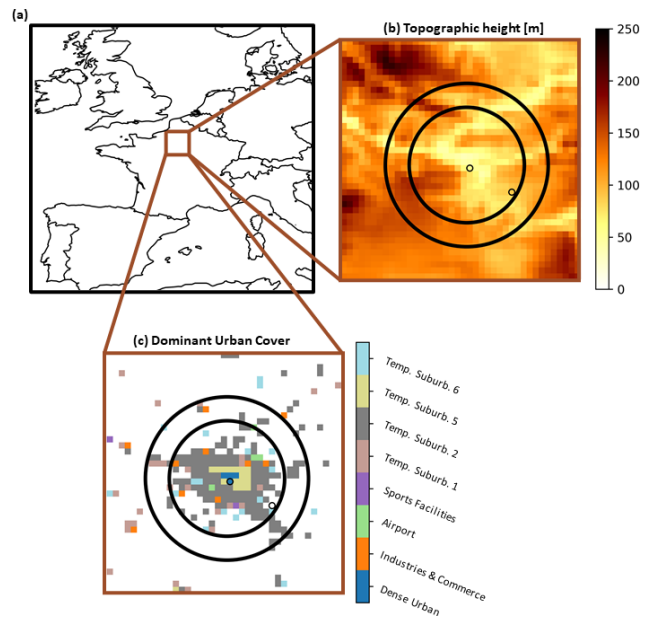 (a)
(b) Topographic height [m]
250
200
150
100
50
0
(c) Dominant Urban Cover
Temp. Suburb. 6
Temp. Suburb. 5
Temp. Suburb. 2
Temp. Suburb. 1
Sports Facilities
Airport
Industries & Commerce
Dense Urban